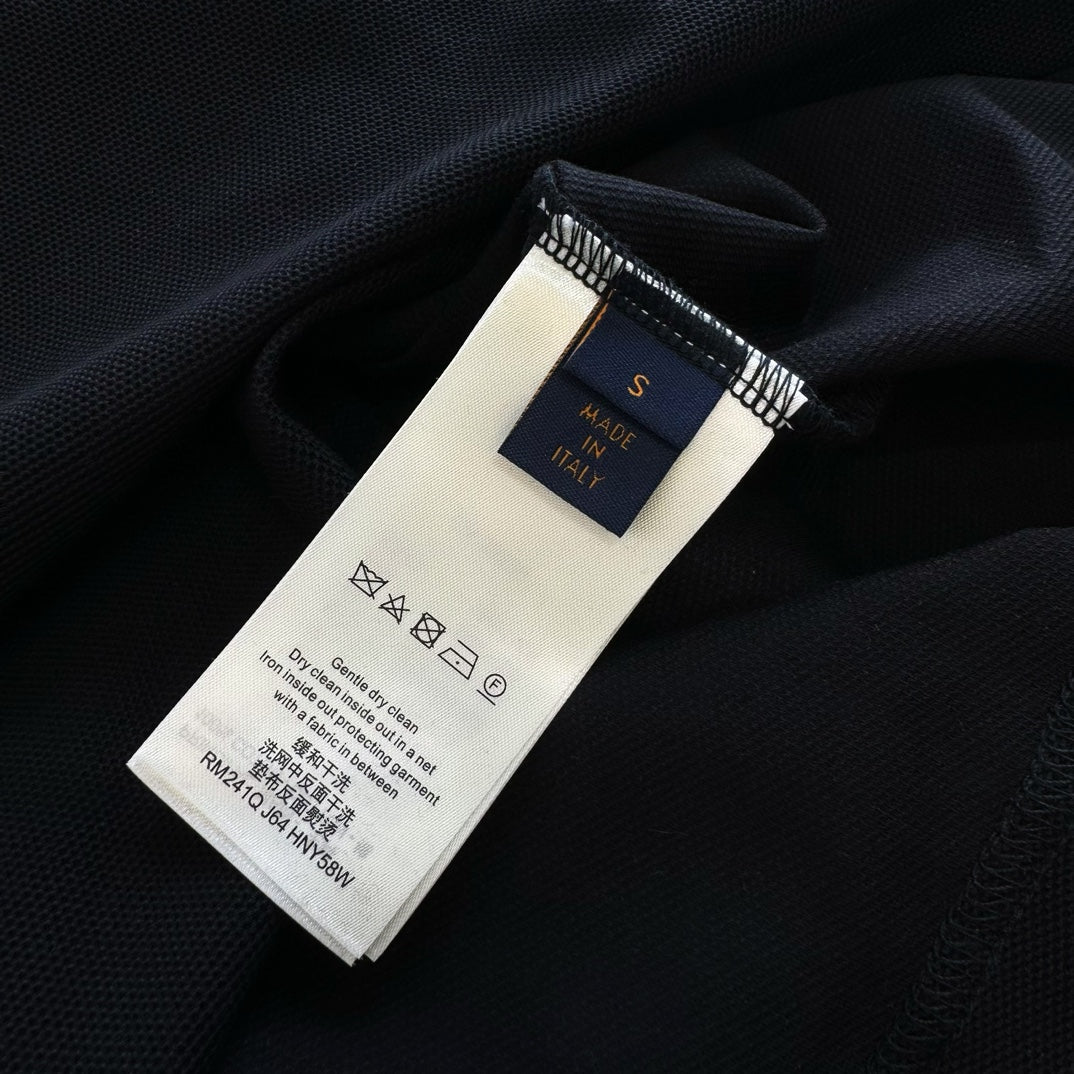 S
MADE
IN
ITALY
F
Gentle dry clean
Dry clean inside out in a net
Iron inside out protecting garment
with a fabric in between
缓和干洗
洗网中反面干洗
垫布反面熨烫
RM241Q J64 HNY58W